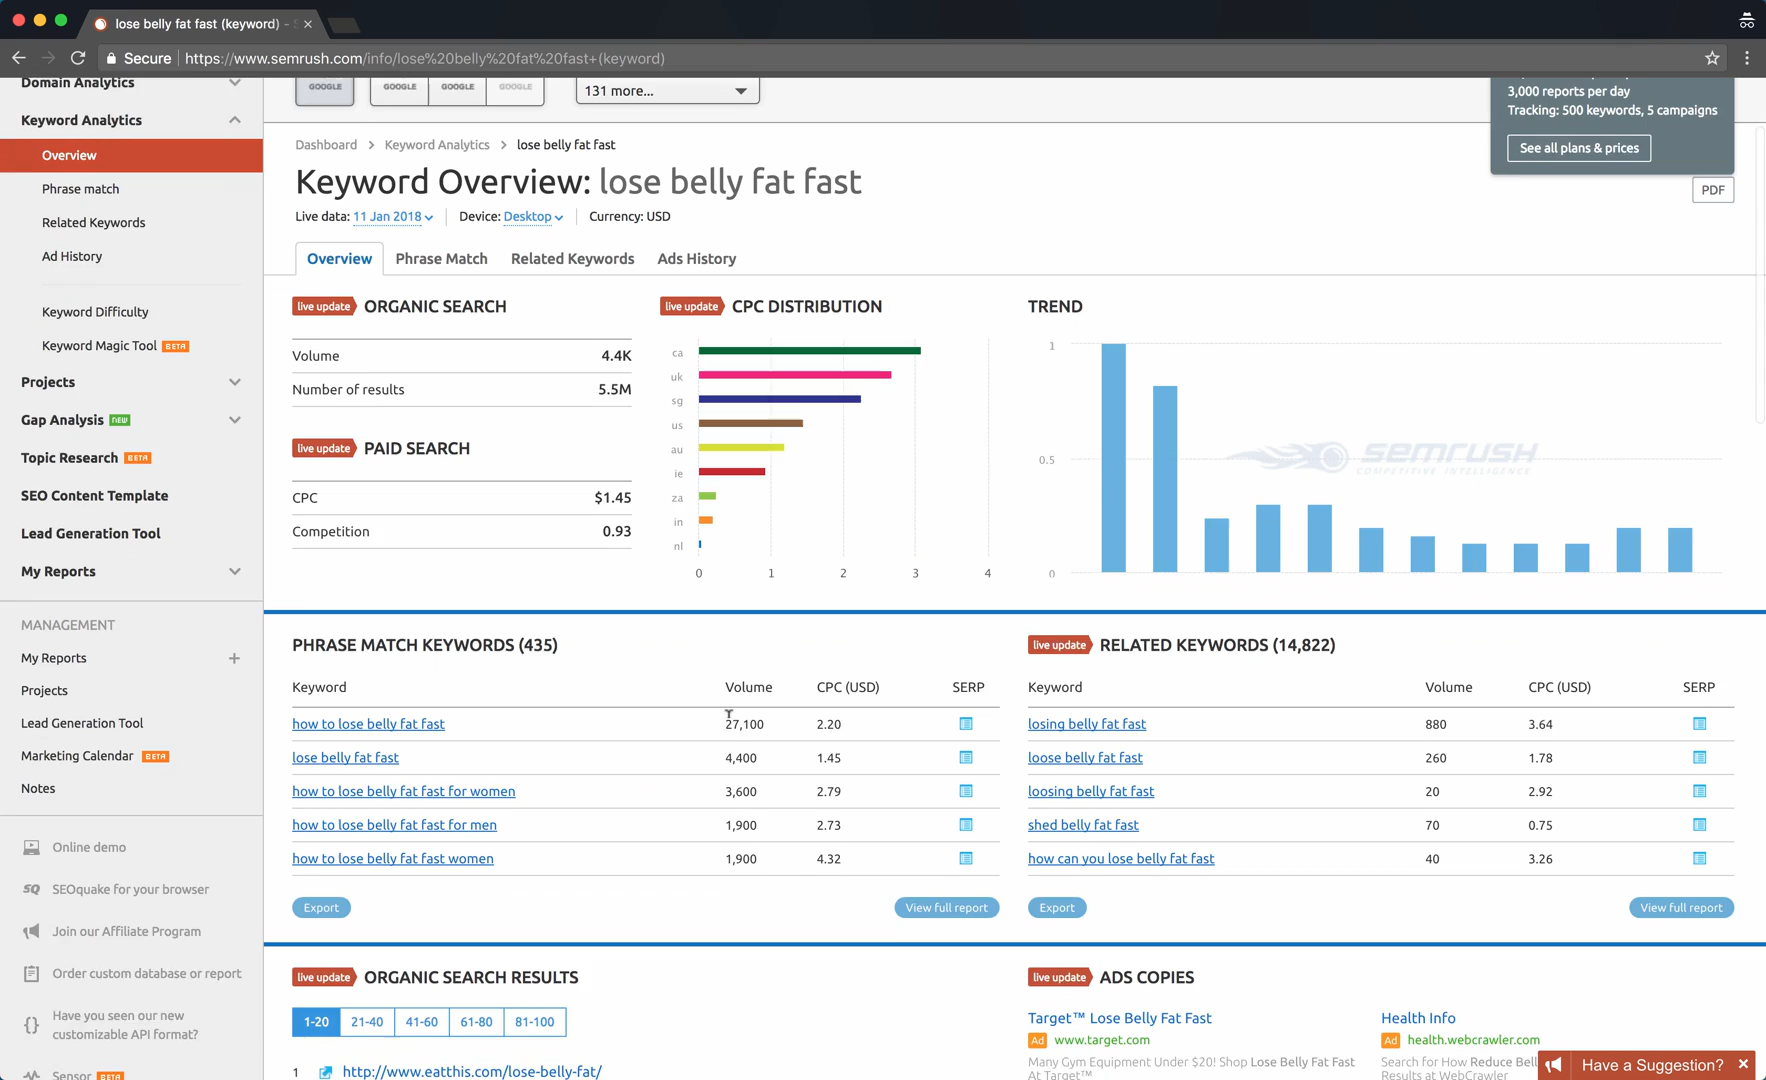 lose belly fat fast (keyword) -
Secure
https://www.semrush.com/info/lose%20belly%20fat%20fast+(keyword)
Domain Analytics
Keyword Analytics
Overview
Phrase match
Related Keywords
Ad History
Keyword Difficulty
Keyword Magic Tool BETA
Projects
Gap Analysis NEW
Topic Research BETA
SEO Content Template
Lead Generation Tool
My Reports
MANAGEMENT
My Reports +
Projects
Lead Generation Tool
Marketing Calendar BETA
Notes
Online demo
SQ SEOquake for your browser
Join our Affiliate Program
Order custom database or report
Have you seen our new
{} customizable API format?
Sensor BETA
GOOGLE GOOGLE GOOGLE GOOGLE
131 more...
3,000 reports per day
Tracking: 500 keywords, 5 campaigns
See all plans & prices
PDF
Dashboard > Keyword Analytics > lose belly fat fast
Keyword Overview: lose belly fat fast
Live data: 11 Jan 2018 Device: Desktop Currency: USD
Overview Phrase Match Related Keywords Ads History
live update ORGANIC SEARCH
Volume 4.4K
Number of results 5.5M
live update PAID SEARCH
CPC $1.45
Competition 0.93
live update CPC DISTRIBUTION
ca
uk
sg
us
au
ie
za
in
nl
0 1 2 3 4
TREND
1
0.5
0
SEMRUSH
COMPETITIVE INTELLIGENCE
PHRASE MATCH KEYWORDS (435)
Keyword Volume CPC (USD) SERP
how to lose belly fat fast 27,100 2.20
lose belly fat fast 4,400 1.45
how to lose belly fat fast for women 3,600 2.79
how to lose belly fat fast for men 1,900 2.73
how to lose belly fat fast women 1,900 4.32
Export View full report
live update RELATED KEYWORDS (14,822)
Keyword Volume CPC (USD) SERP
losing belly fat fast 880 3.64
loose belly fat fast 260 1.78
loosing belly fat fast 20 2.92
shed belly fat fast 70 0.75
how can you lose belly fat fast 40 3.26
Export View full report
live update ORGANIC SEARCH RESULTS
1-20 21-40 41-60 61-80 81-100
1 http://www.eatthis.com/lose-belly-fat/
live update ADS COPIES
Target™ Lose Belly Fat Fast
Ad www.target.com
Many Gym Equipment Under $20! Shop Lose Belly Fat Fast
At Target™
Health Info
Ad health.webcrawler.com
Search for How Reduce Bel
Results at WebCrawler
Have a Suggestion? ×